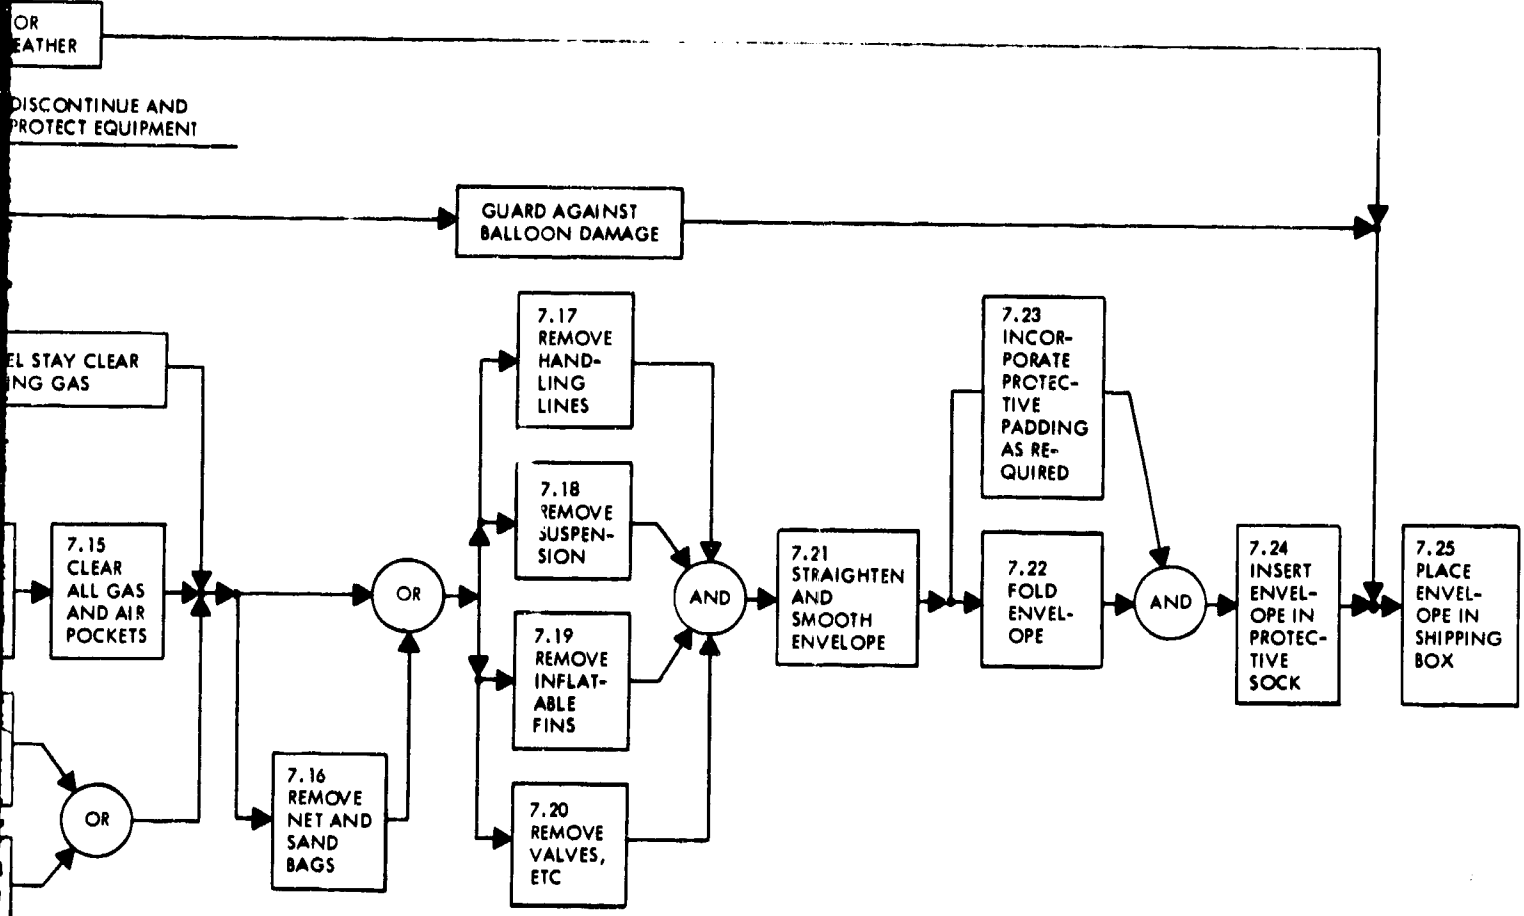 OR
EATHER
DISCONTINUE AND
PROTECT EQUIPMENT
GUARD AGAINST
BALLOON DAMAGE
EL STAY CLEAR
ING GAS
7.15
CLEAR
ALL GAS
AND AIR
POCKETS
OR
7.16
REMOVE
NET AND
SAND
BAGS
OR
7.17
REMOVE
HAND-
LING
LINES
7.18
REMOVE
SUSPEN-
SION
7.19
REMOVE
INFLAT-
ABLE
FINS
7.20
REMOVE
VALVES,
ETC
AND
7.21
STRAIGHTEN
AND
SMOOTH
ENVELOPE
7.23
INCOR-
PORATE
PROTEC-
TIVE
PADDING
AS RE-
QUIRED
7.22
FOLD
ENVEL-
OPE
AND
7.24
INSERT
ENVEL-
OPE IN
PROTEC-
TIVE
SOCK
7.25
PLACE
ENVEL-
OPE IN
SHIPPING
BOX